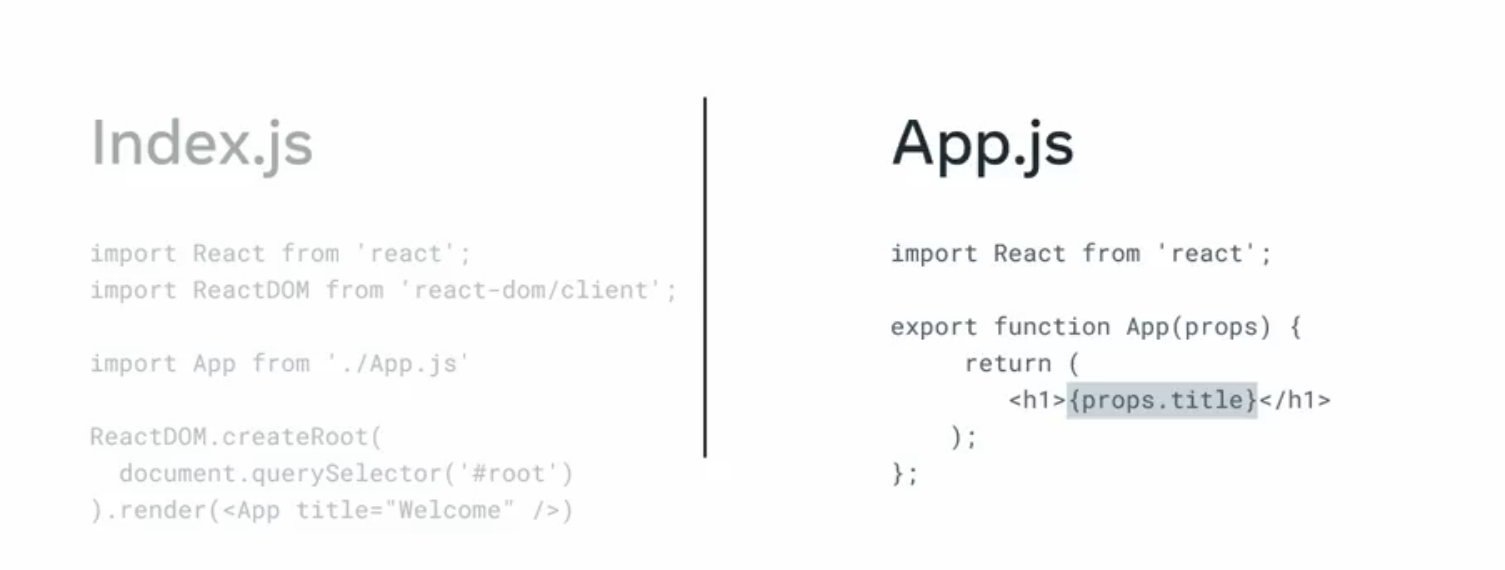 Index.js
import React from 'react';
import ReactDOM from 'react-dom/client';
import App from './App.js'
ReactDOM.createRoot(
  document.querySelector('#root')
).render(<App title="Welcome" />)
App.js
import React from 'react';
export function App(props) {
     return (
        <h1>{props.title}</h1>
    );
};